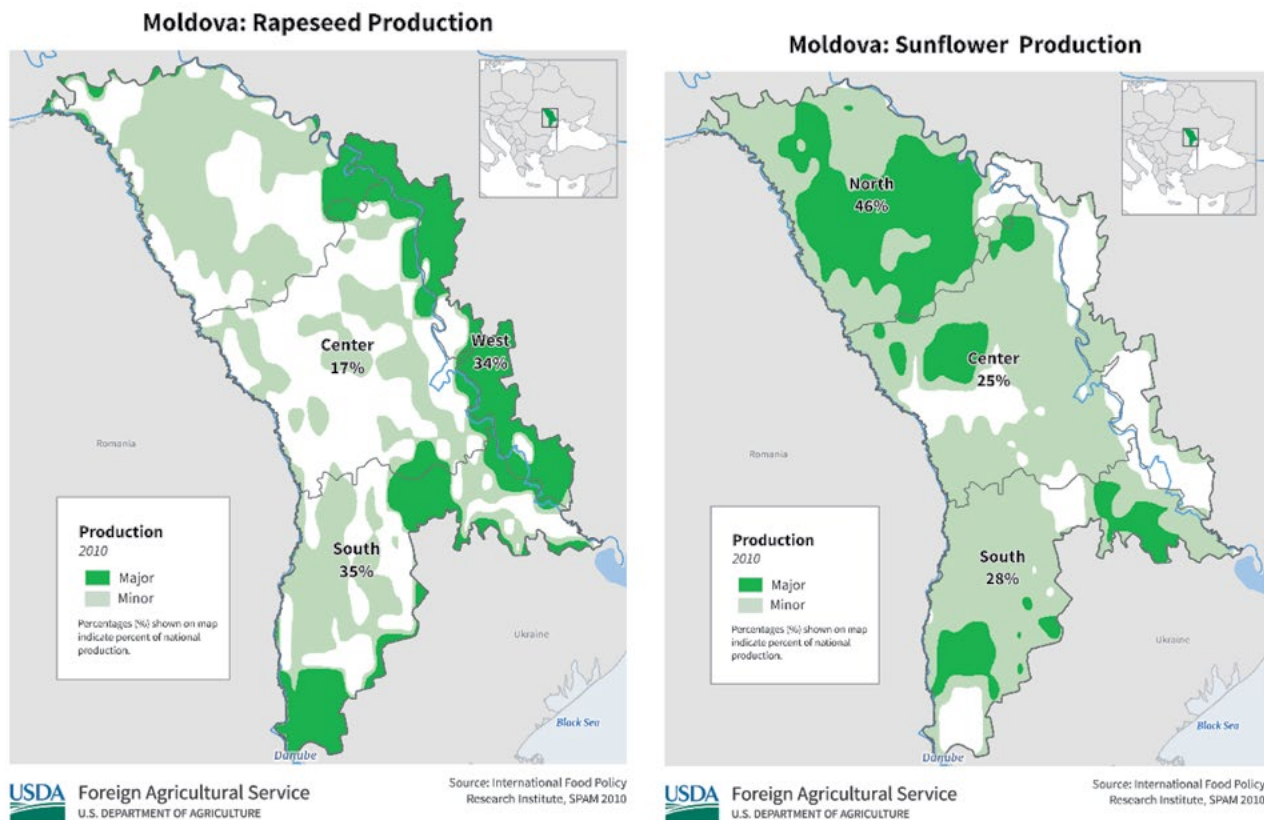 Moldova: Rapeseed Production
West
34%
Center
17%
South
35%
Romania
Ukraine
Black Sea
Danube
Production
2010
Major
Minor
Percentages (%) shown on map
indicate percent of national
production.
USDA
Foreign Agricultural Service
U.S. DEPARTMENT OF AGRICULTURE
Source: International Food Policy
Research Institute, SPAM 2010
Moldova: Sunflower Production
North
46%
Center
25%
South
28%
Romania
Ukraine
Black Sea
Danube
Production
2010
Major
Minor
Percentages (%) shown on map
indicate percent of national
production.
USDA
Foreign Agricultural Service
U.S. DEPARTMENT OF AGRICULTURE
Source: International Food Policy
Research Institute, SPAM 2010